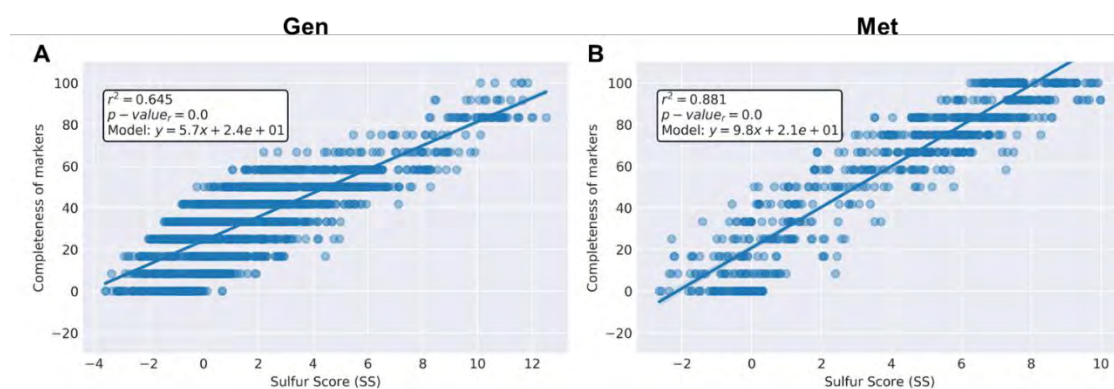 Gen
Met
A
B
Completeness of markers
100
80
60
40
20
0
−20
r² = 0.645
p − valueᵣ = 0.0
Model: y = 5.7x + 2.4e + 01
−4 −2 0 2 4 6 8 10 12
Sulfur Score (SS)
Completeness of markers
100
80
60
40
20
0
−20
r² = 0.881
p − valueᵣ = 0.0
Model: y = 9.8x + 2.1e + 01
−2 0 2 4 6 8 10
Sulfur Score (SS)